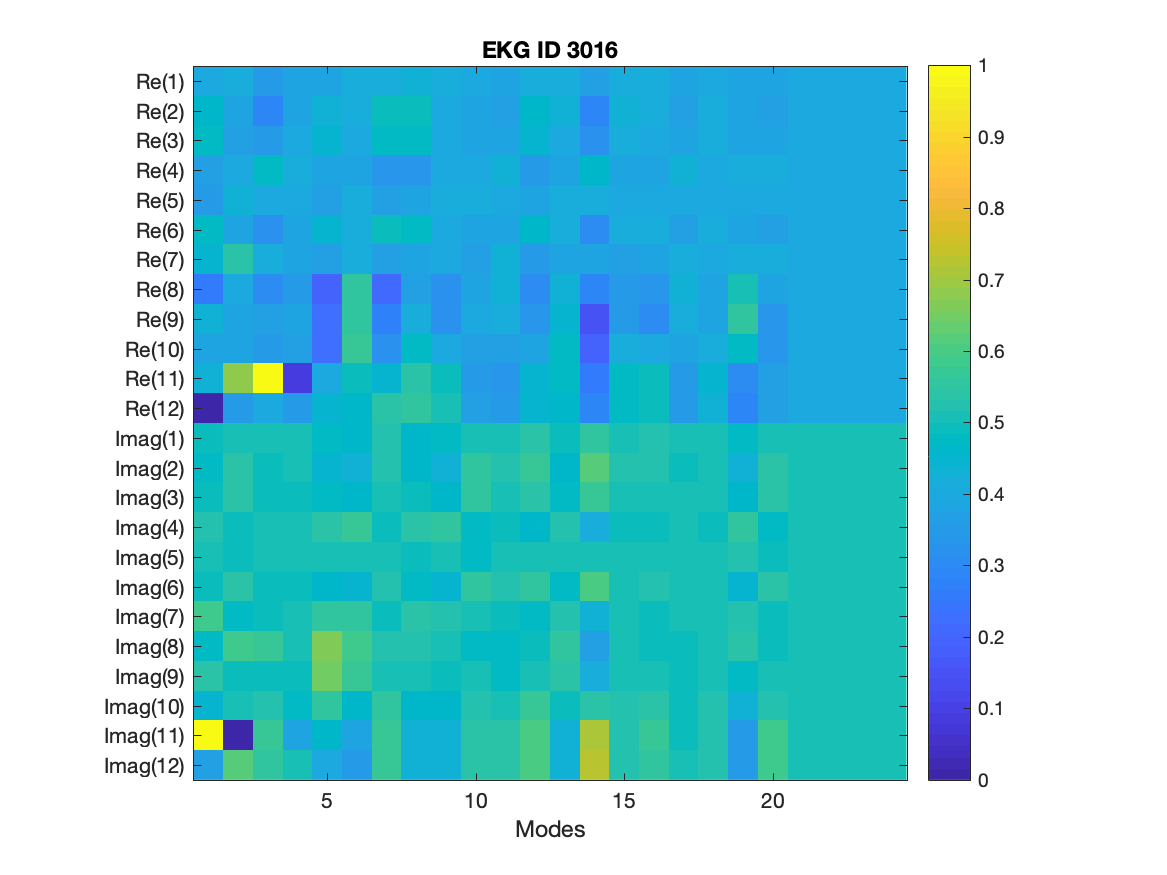 EKG ID 3016
Re(1)
Re(2)
Re(3)
Re(4)
Re(5)
Re(6)
Re(7)
Re(8)
Re(9)
Re(10)
Re(11)
Re(12)
Imag(1)
Imag(2)
Imag(3)
Imag(4)
Imag(5)
Imag(6)
Imag(7)
Imag(8)
Imag(9)
Imag(10)
Imag(11)
Imag(12)
5 10 15 20
Modes
1
0.9
0.8
0.7
0.6
0.5
0.4
0.3
0.2
0.1
0